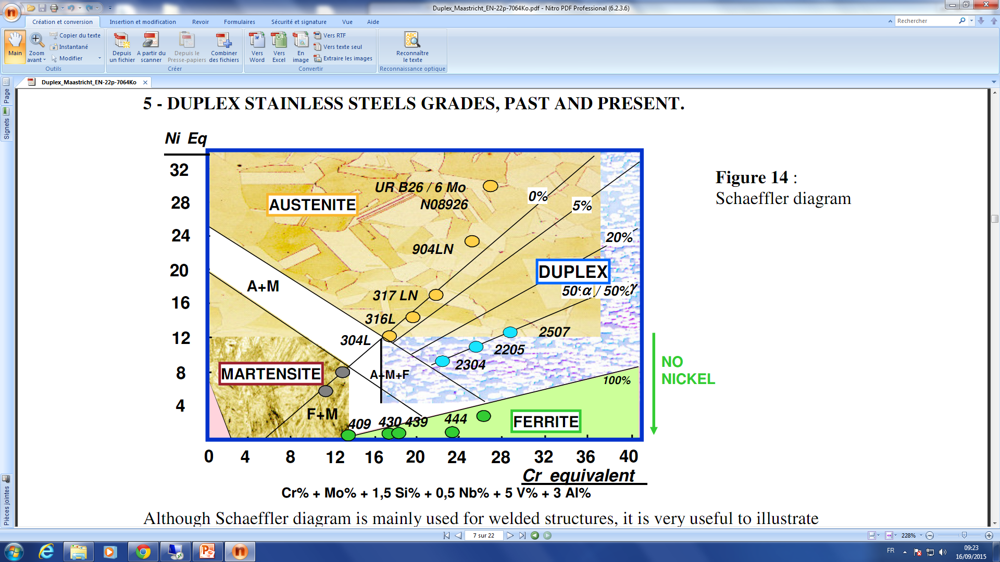 Duplex_Maastricht_EN-22p-7064Ko.pdf - Nitro PDF Professional (6.2.3.6)
Création et conversion
Insertion et modification
Revoir
Formulaires
Sécurité et signature
Vue
Aide
Rechercher
Main
Zoom avant
Copier du texte
Instantané
Modifier
Outils
Depuis un fichier
A partir du scanner
Depuis le Presse-papiers
Combiner des fichiers
Créer
Vers Word
Vers Excel
En image
Vers RTF
Vers texte seul
Extraire les images
Convertir
Reconnaître le texte
Reconnaissance optique
Duplex_Maastricht_EN-22p-7064Ko
Page
Signets
Pièces jointes
5 - DUPLEX STAINLESS STEELS GRADES, PAST AND PRESENT.
Ni Eq
32
28
24
20
16
12
8
4
UR B26 / 6 Mo
N08926
AUSTENITE
0%
5%
904LN
20%
DUPLEX
A+M
50% α / 50% γ
317 LN
316L
304L
2507
2205
2304
MARTENSITE
A+M+F
100%
F+M
409
430
439
444
FERRITE
NO
NICKEL
0 4 8 12 16 20 24 28 32 36 40
Cr equivalent
Cr% + Mo% + 1,5 Si% + 0,5 Nb% + 5 V% + 3 Al%
Figure 14 :
Schaeffler diagram
Although Schaeffler diagram is mainly used for welded structures, it is very useful to illustrate
7 sur 22
228%
FR
09:23
16/09/2015